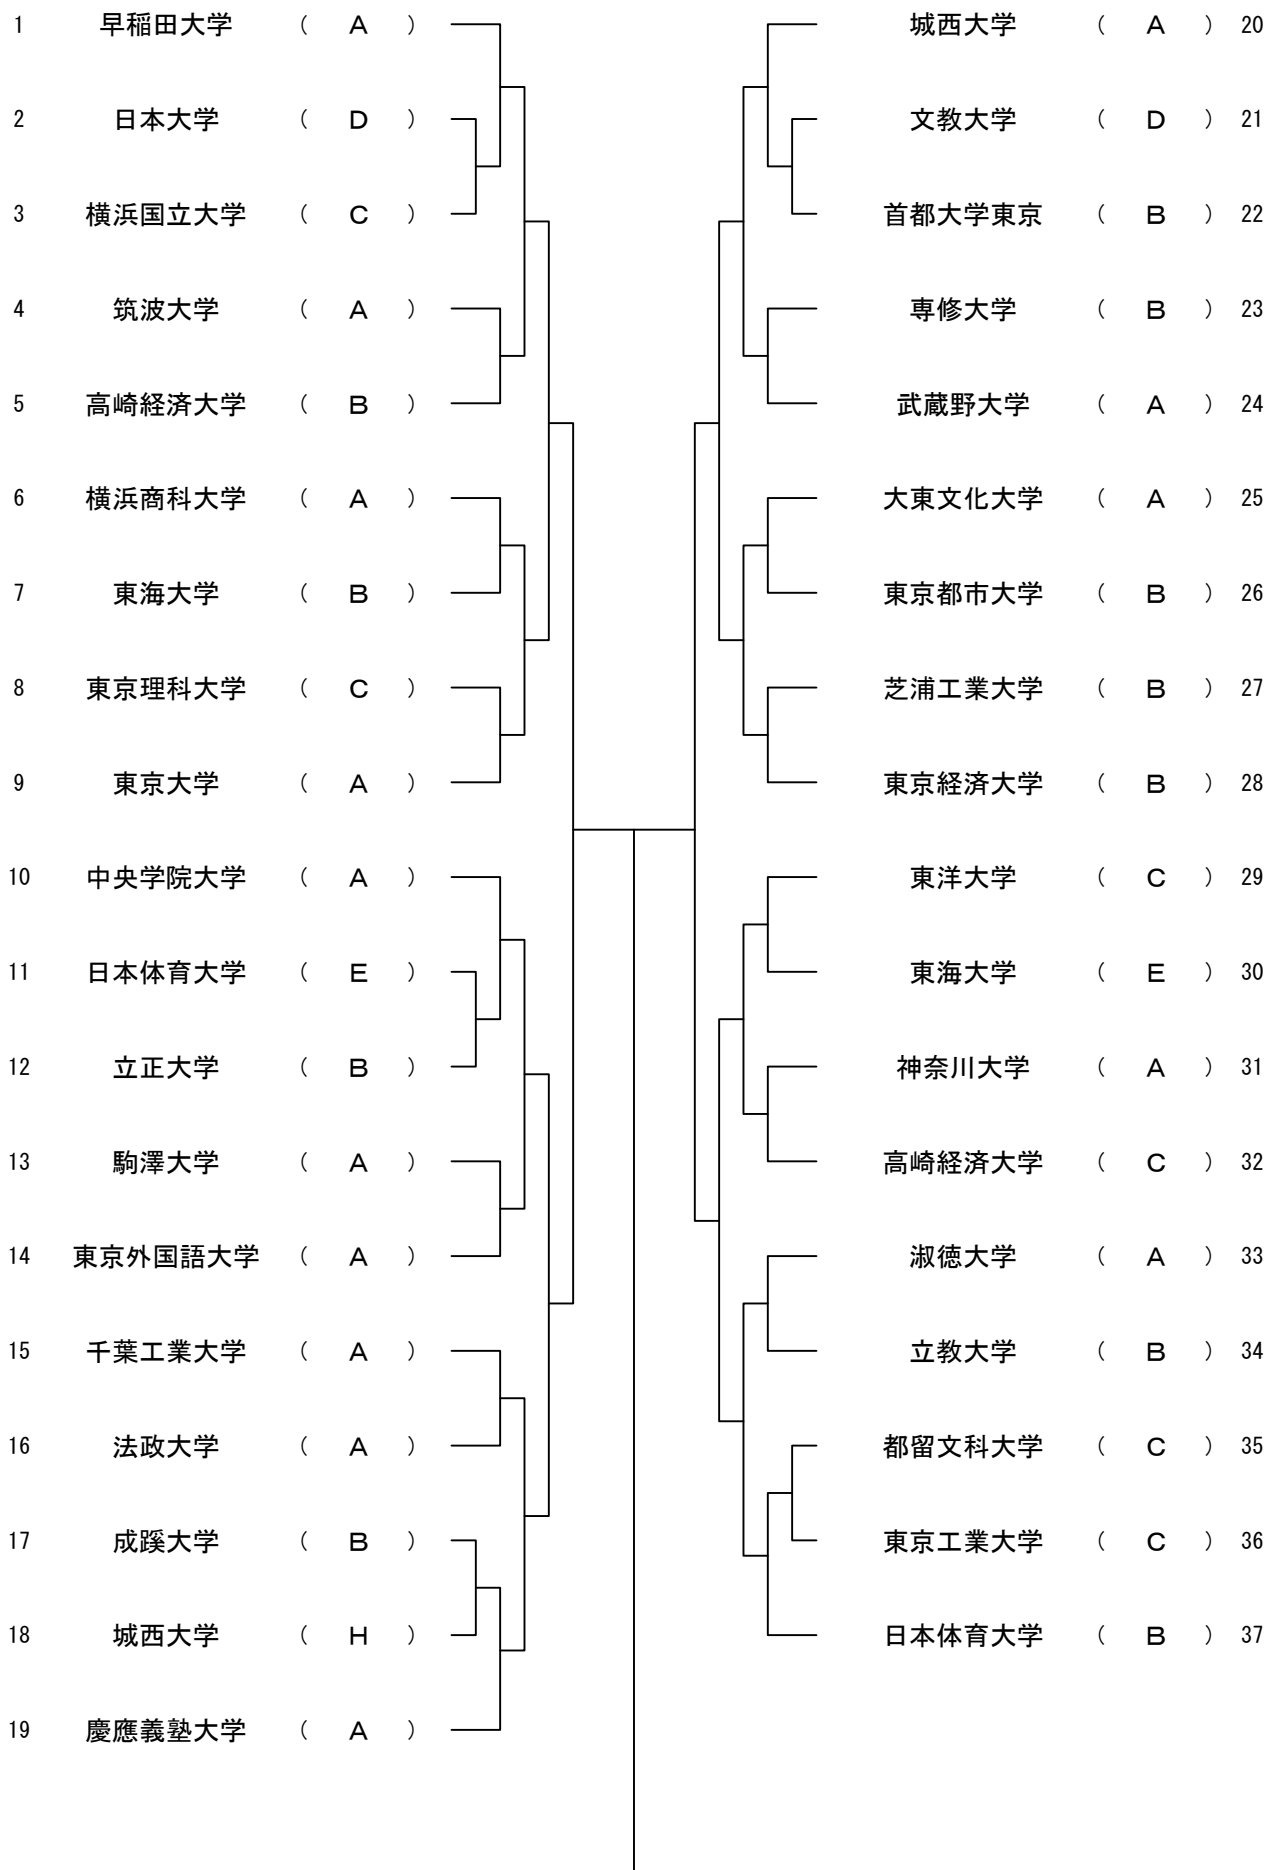 1 早稲田大学 ( A ) 城西大学 ( A ) 20
2 日本大学 ( D ) 文教大学 ( D ) 21
3 横浜国立大学 ( C ) 首都大学東京 ( B ) 22
4 筑波大学 ( A ) 専修大学 ( B ) 23
5 高崎経済大学 ( B ) 武蔵野大学 ( A ) 24
6 横浜商科大学 ( A ) 大東文化大学 ( A ) 25
7 東海大学 ( B ) 東京都市大学 ( B ) 26
8 東京理科大学 ( C ) 芝浦工業大学 ( B ) 27
9 東京大学 ( A ) 東京経済大学 ( B ) 28
10 中央学院大学 ( A ) 東洋大学 ( C ) 29
11 日本体育大学 ( E ) 東海大学 ( E ) 30
12 立正大学 ( B ) 神奈川大学 ( A ) 31
13 駒澤大学 ( A ) 高崎経済大学 ( C ) 32
14 東京外国語大学 ( A ) 淑徳大学 ( A ) 33
15 千葉工業大学 ( A ) 立教大学 ( B ) 34
16 法政大学 ( A ) 都留文科大学 ( C ) 35
17 成蹊大学 ( B ) 東京工業大学 ( C ) 36
18 城西大学 ( H ) 日本体育大学 ( B ) 37
19 慶應義塾大学 ( A )